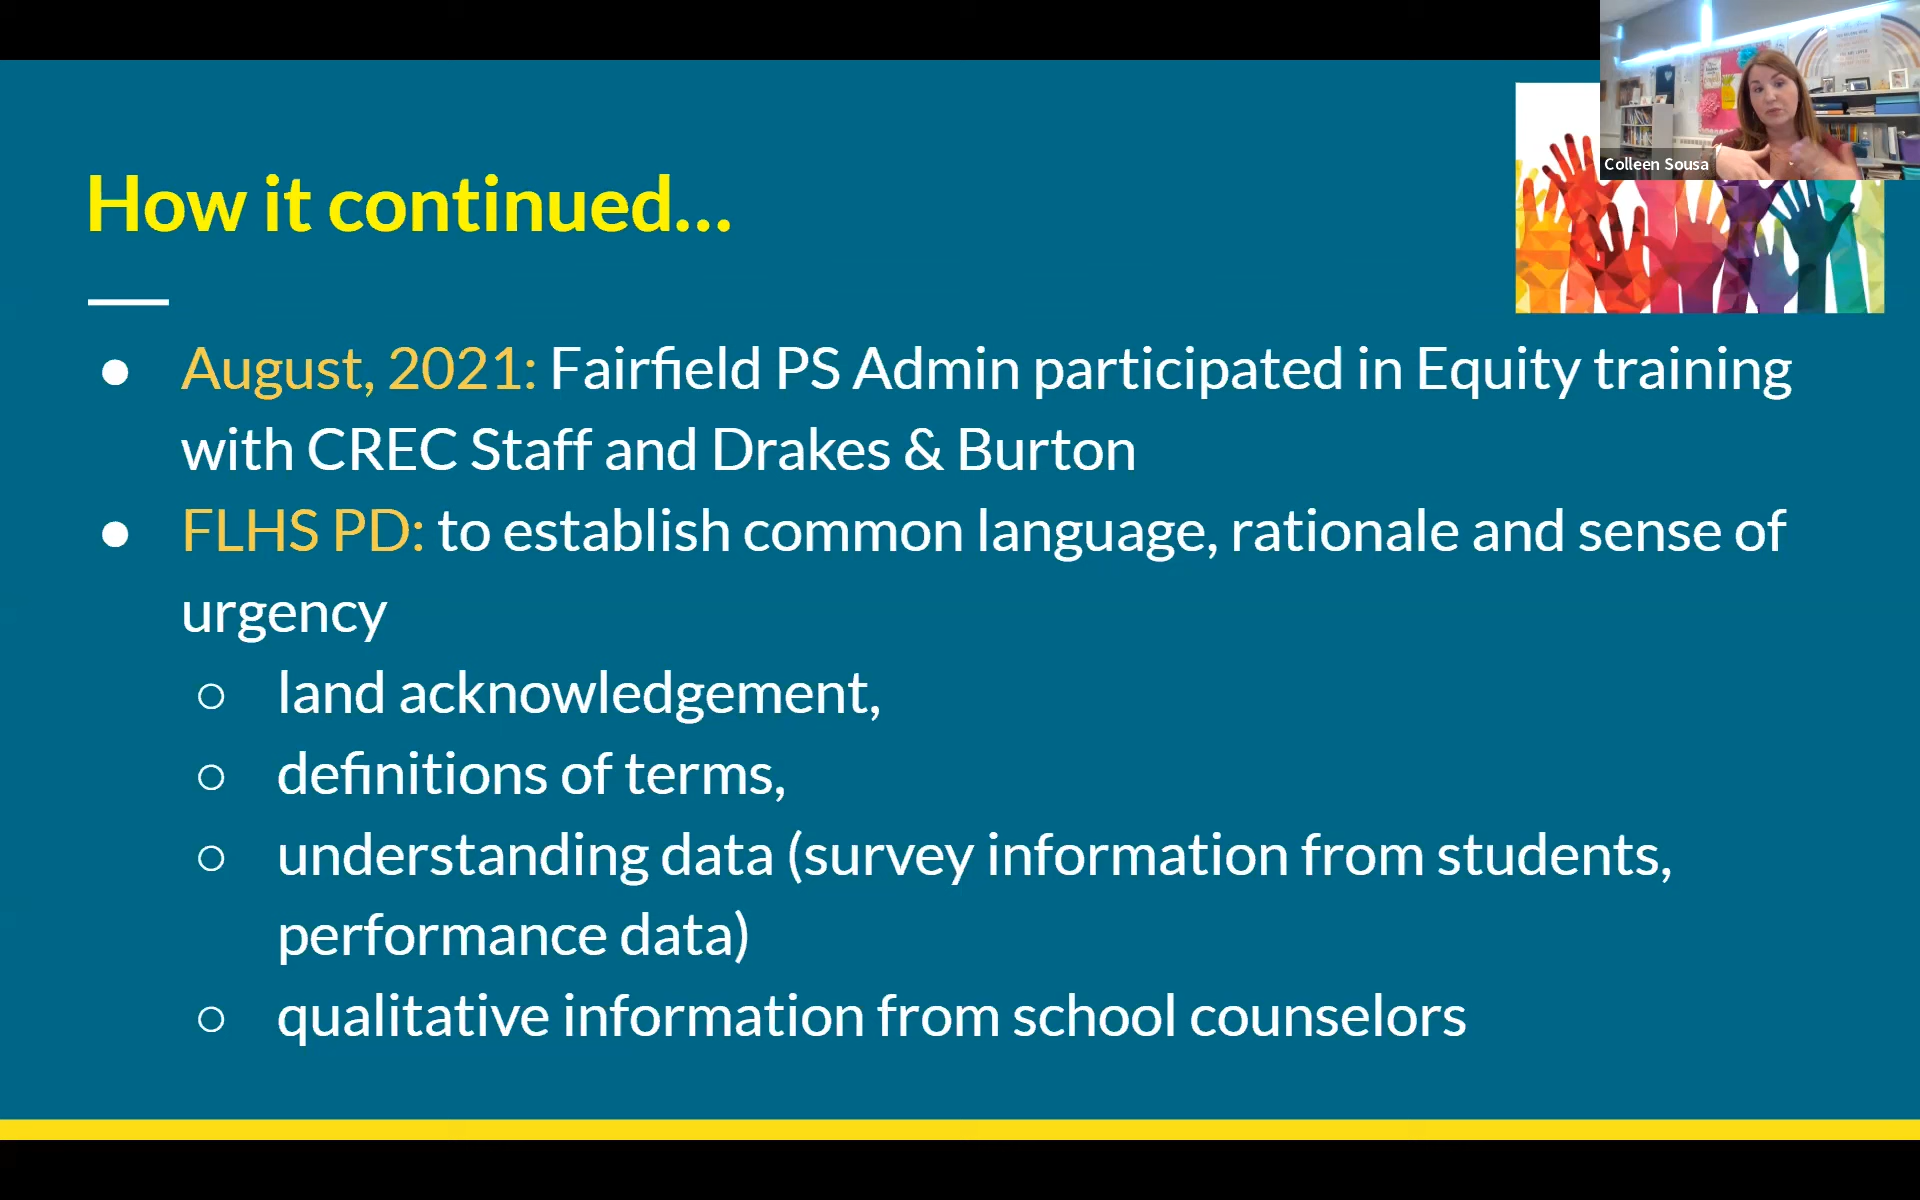 Colleen Sousa
How it continued...
● August, 2021: Fairfield PS Admin participated in Equity training
with CREC Staff and Drakes & Burton
● FLHS PD: to establish common language, rationale and sense of
urgency
○ land acknowledgement,
○ definitions of terms,
○ understanding data (survey information from students,
performance data)
○ qualitative information from school counselors